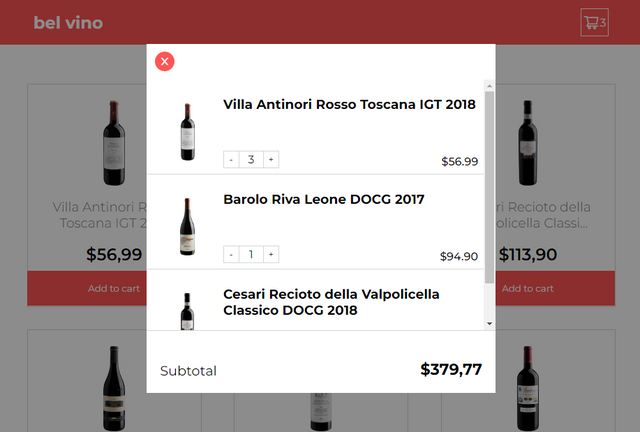 bel vino
3
X
Villa Antinori Rosso Toscana IGT 2018
- 3 +
$56.99
Barolo Riva Leone DOCG 2017
- 1 +
$94.90
Cesari Recioto della Valpolicella
Classico DOCG 2018
Subtotal
$379,77
Villa Antinori R
Toscana IGT 2
$56,99
Add to cart
ri Recioto della
olicella Classi...
$113,90
Add to cart